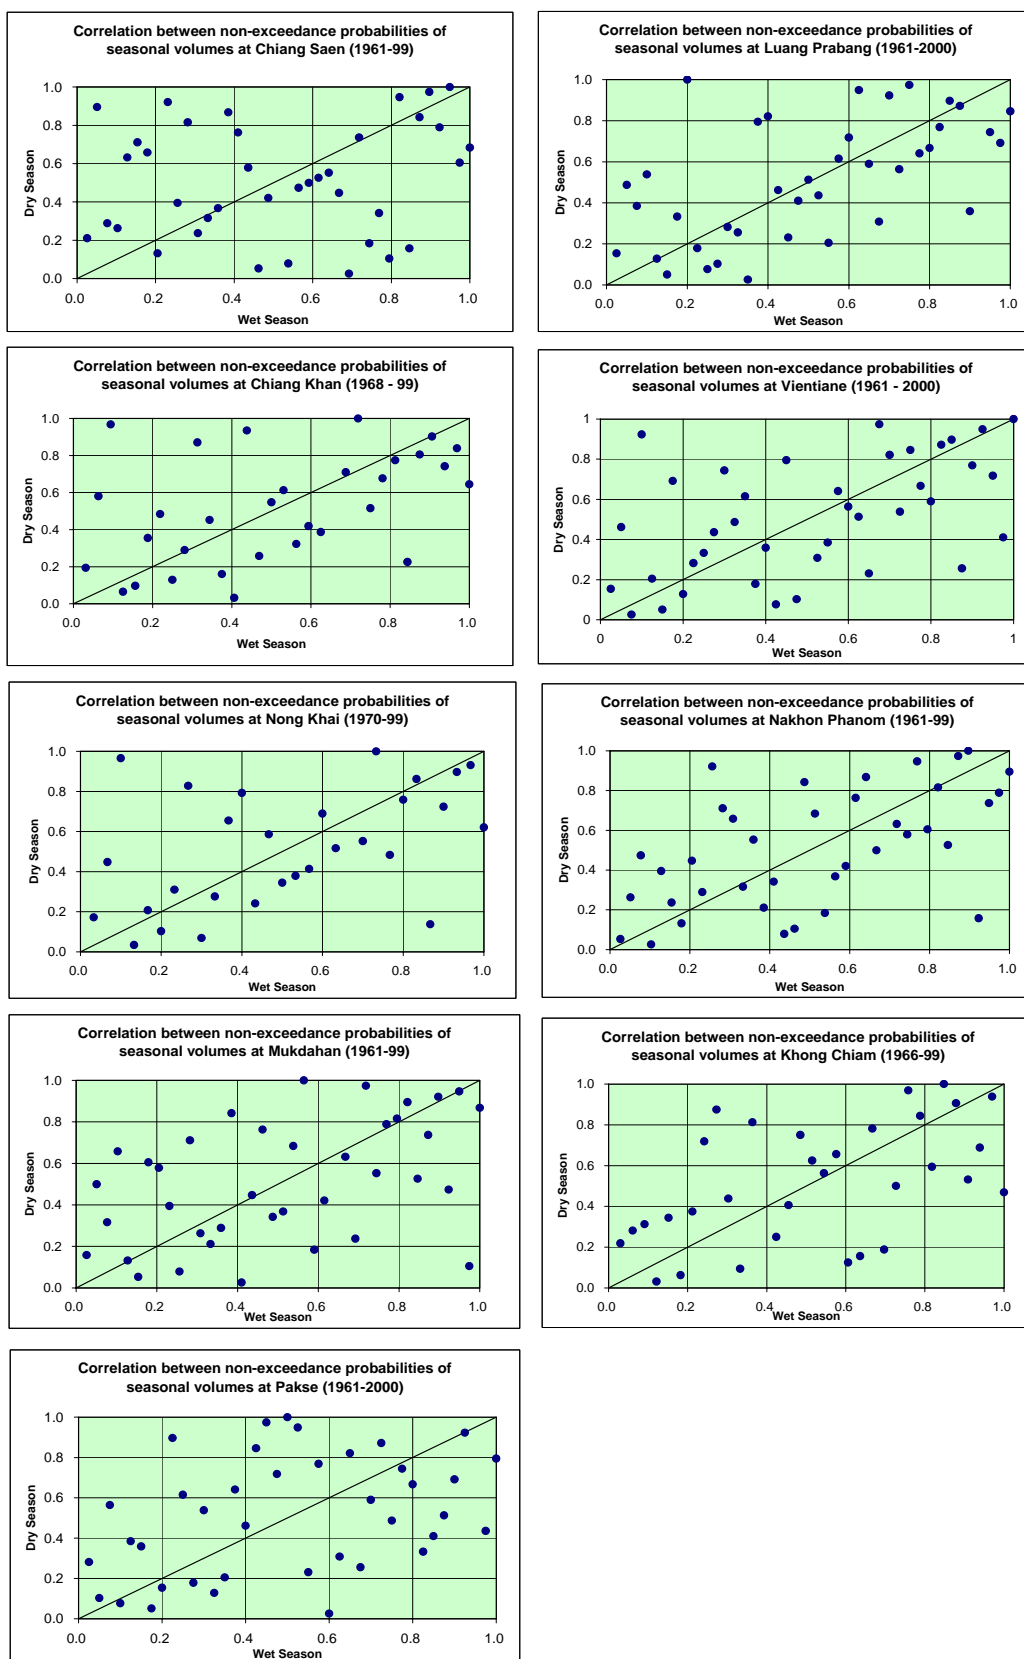 Correlation between non-exceedance probabilities of
seasonal volumes at Chiang Saen (1961-99)
1.0
0.8
0.6
0.4
0.2
0.0
Dry Season
0.0 0.2 0.4 0.6 0.8 1.0
Wet Season
Correlation between non-exceedance probabilities of
seasonal volumes at Luang Prabang (1961-2000)
1.0
0.8
0.6
0.4
0.2
0.0
Dry Season
0.0 0.2 0.4 0.6 0.8 1.0
Wet Season
Correlation between non-exceedance probabilities of
seasonal volumes at Chiang Khan (1968 - 99)
1.0
0.8
0.6
0.4
0.2
0.0
Dry Season
0.0 0.2 0.4 0.6 0.8 1.0
Wet Season
Correlation between non-exceedance probabilities of
seasonal volumes at Vientiane (1961 - 2000)
1
0.8
0.6
0.4
0.2
0
Dry Season
0 0.2 0.4 0.6 0.8 1
Wet Season
Correlation between non-exceedance probabilities of
seasonal volumes at Nong Khai (1970-99)
1.0
0.8
0.6
0.4
0.2
0.0
Dry Season
0.0 0.2 0.4 0.6 0.8 1.0
Wet Season
Correlation between non-exceedance probabilities of
seasonal volumes at Nakhon Phanom (1961-99)
1.0
0.8
0.6
0.4
0.2
0.0
Dry Season
0.0 0.2 0.4 0.6 0.8 1.0
Wet Season
Correlation between non-exceedance probabilities of
seasonal volumes at Mukdahan (1961-99)
1.0
0.8
0.6
0.4
0.2
0.0
Dry Season
0.0 0.2 0.4 0.6 0.8 1.0
Wet Season
Correlation between non-exceedance probabilities of
seasonal volumes at Khong Chiam (1966-99)
1.0
0.8
0.6
0.4
0.2
0.0
Dry Season
0.0 0.2 0.4 0.6 0.8 1.0
Wet Season
Correlation between non-exceedance probabilities of
seasonal volumes at Pakse (1961-2000)
1.0
0.8
0.6
0.4
0.2
0.0
Dry Season
0.0 0.2 0.4 0.6 0.8 1.0
Wet Season